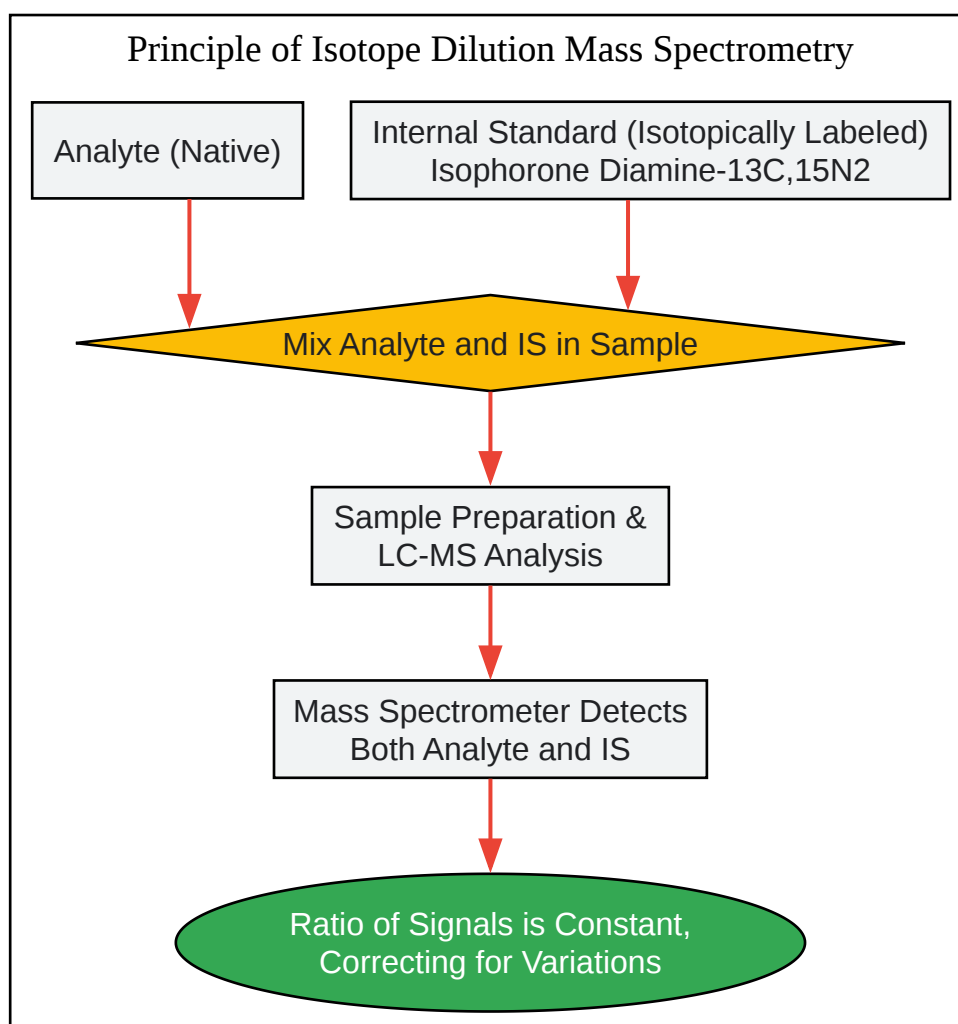 Principle of Isotope Dilution Mass Spectrometry
Analyte (Native)
Internal Standard (Isotopically Labeled)
Isophorone Diamine-13C,15N2
Mix Analyte and IS in Sample
Sample Preparation &
LC-MS Analysis
Mass Spectrometer Detects
Both Analyte and IS
Ratio of Signals is Constant,
Correcting for Variations